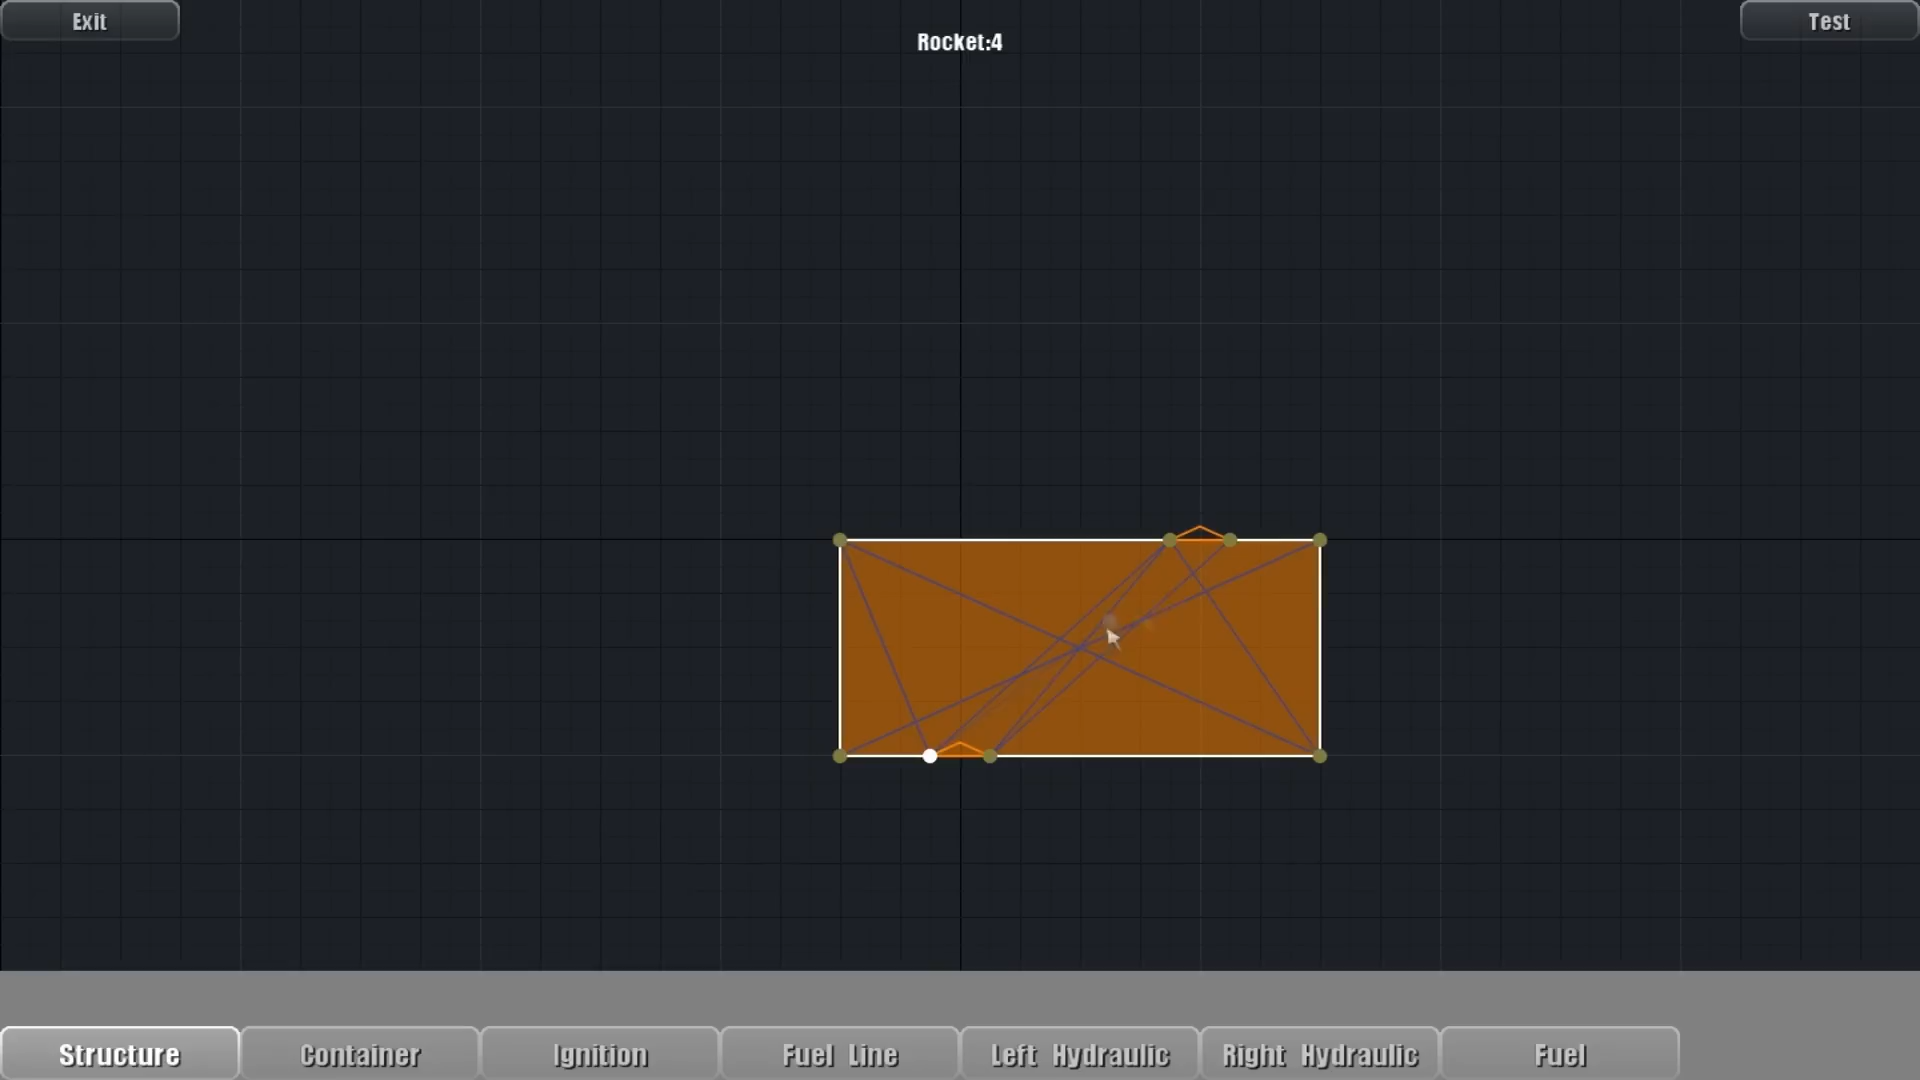 Exit
Rocket:4
Test
Structure
Container
Ignition
Fuel Line
Left Hydraulic
Right Hydraulic
Fuel